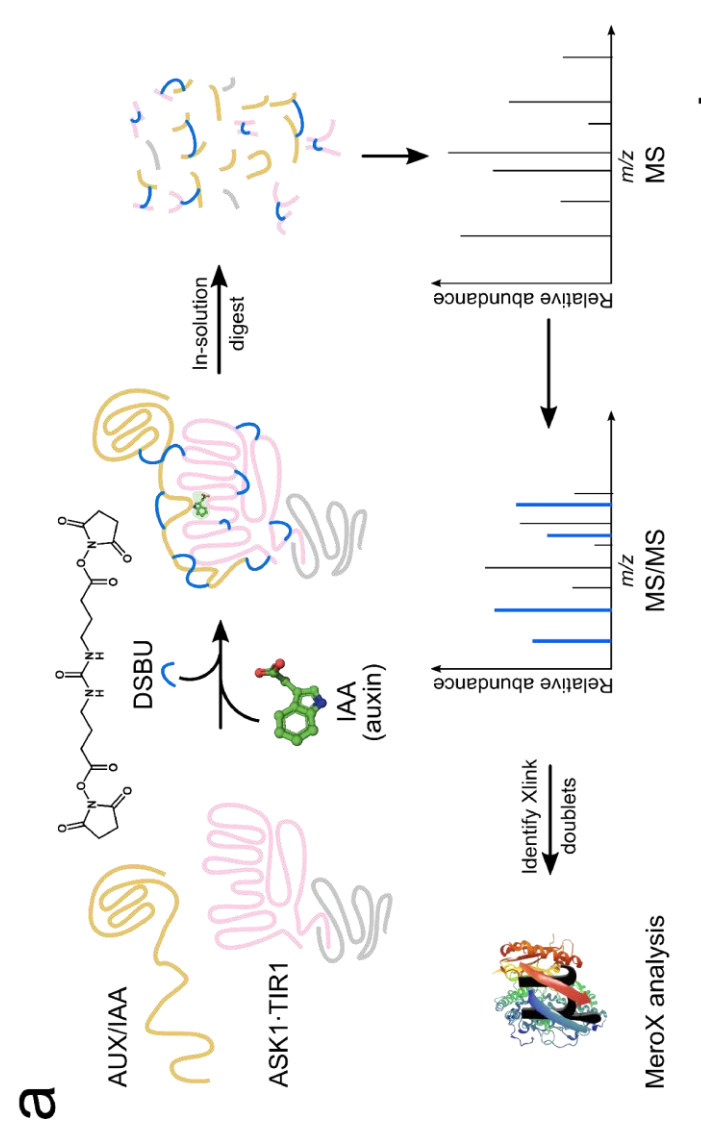 a
AUX/IAA
ASK1·TIR1
O
O
N
O
O
N
H
O
N
H
O
O
N
O
O
DSBU
IAA
(auxin)
In-solution
digest
Relative abundance
m/z
MS
Relative abundance
m/z
MS/MS
Identify Xlink
doublets
MeroX analysis